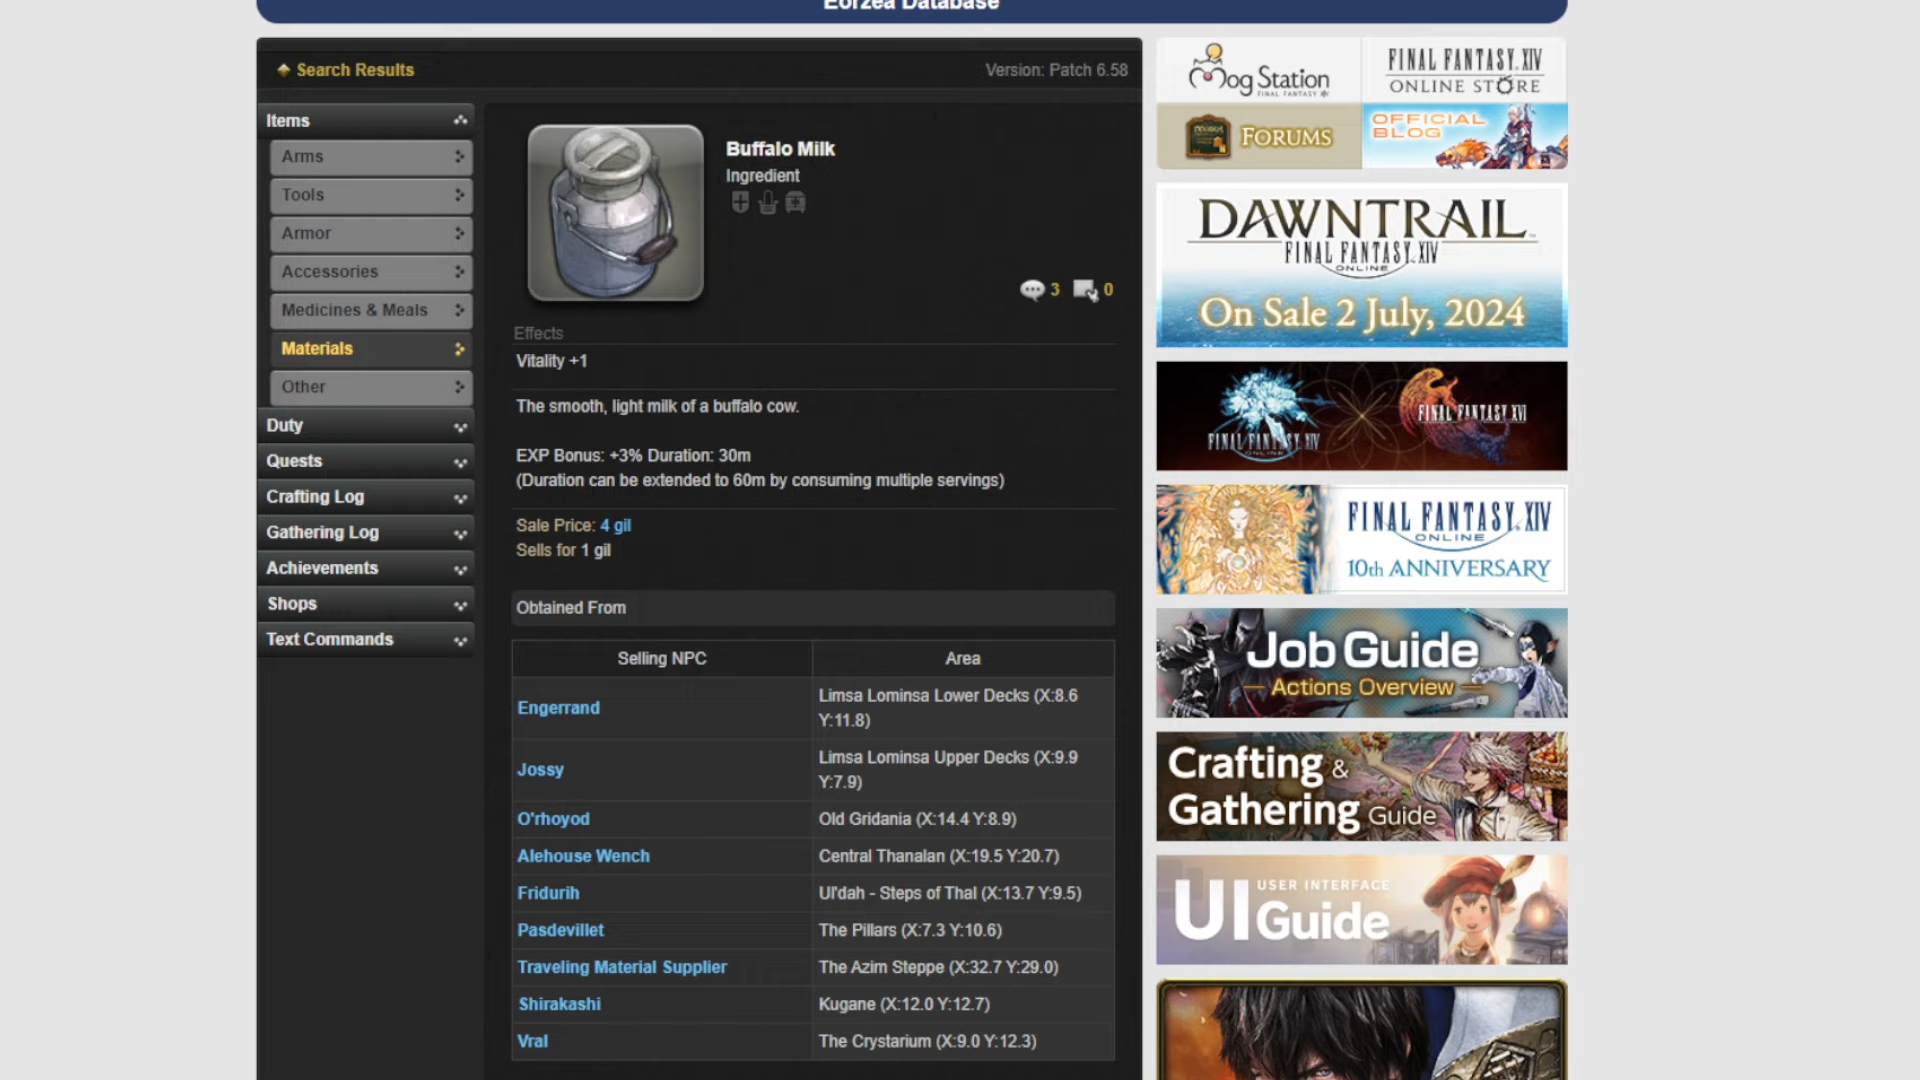 Eorzea Database
Search Results
Version: Patch 6.58
Items
Arms
Tools
Armor
Accessories
Medicines & Meals
Materials
Other
Duty
Quests
Crafting Log
Gathering Log
Achievements
Shops
Text Commands
Buffalo Milk
Ingredient
3
0
Effects
Vitality +1
The smooth, light milk of a buffalo cow.
EXP Bonus: +3% Duration: 30m
(Duration can be extended to 60m by consuming multiple servings)
Sale Price: 4 gil
Sells for 1 gil
Obtained From
Selling NPC
Area
Engerrand
Limsa Lominsa Lower Decks (X:8.6
Y:11.8)
Jossy
Limsa Lominsa Upper Decks (X:9.9
Y:7.9)
O'rhoyod
Old Gridania (X:14.4 Y:8.9)
Alehouse Wench
Central Thanalan (X:19.5 Y:20.7)
Fridurih
Ul'dah - Steps of Thal (X:13.7 Y:9.5)
Pasdevillet
The Pillars (X:7.3 Y:10.6)
Traveling Material Supplier
The Azim Steppe (X:32.7 Y:29.0)
Shirakashi
Kugane (X:12.0 Y:12.7)
Vral
The Crystarium (X:9.0 Y:12.3)
Mog Station
FINAL FANTASY XIV
FINAL FANTASY XIV
ONLINE STORE
FORUMS
OFFICIAL
BLOG
DAWNTRAIL
FINAL FANTASY XIV
ONLINE
On Sale 2 July, 2024
FINAL FANTASY XIV
FINAL FANTASY XVI
FINAL FANTASY XIV
ONLINE
10th ANNIVERSARY
Job Guide
Actions Overview
Crafting &
Gathering Guide
UI USER INTERFACE
Guide